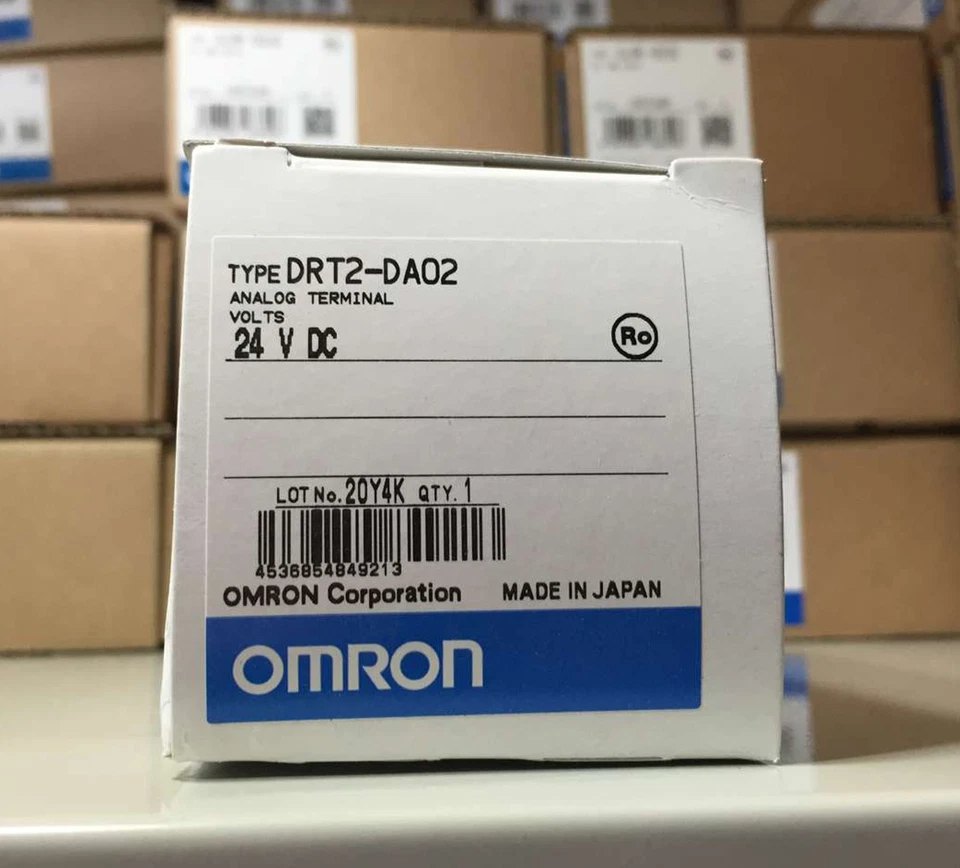 TYPE DRT2-DA02
ANALOG TERMINAL
VOLTS
24 V DC
Ro
LOT No. 20Y4K QTY. 1
4536854849213
OMRON Corporation MADE IN JAPAN
OMRON